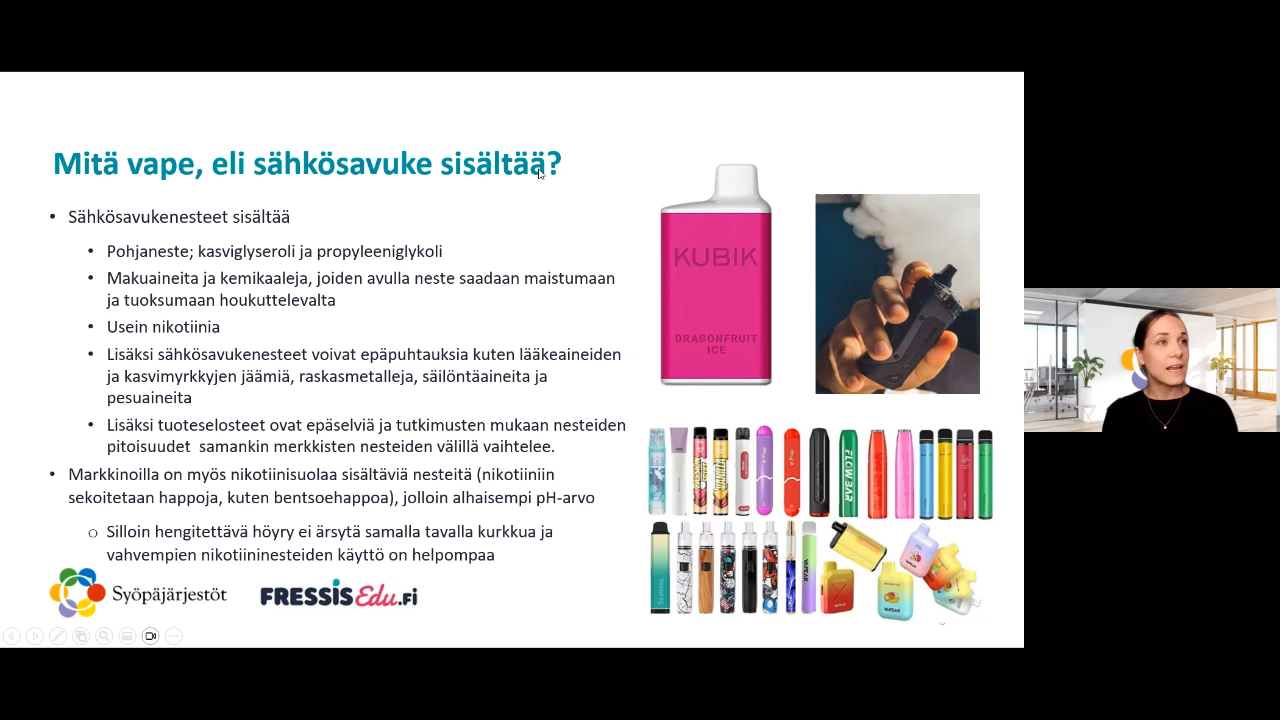 Mitä vape, eli sähkösavuke sisältää?
• Sähkösavukenesteet sisältää
• Pohjaneste; kasviglyseroli ja propyleeniglykoli
• Makuaineita ja kemikaaleja, joiden avulla neste saadaan maistumaan
ja tuoksumaan houkuttelevalta
• Usein nikotiinia
• Lisäksi sähkösavukenesteet voivat epäpuhtauksia kuten lääkeaineiden
ja kasvimyrkkyjen jäämiä, raskasmetalleja, säilöntäaineita ja
pesuaineita
• Lisäksi tuoteselosteet ovat epäselviä ja tutkimusten mukaan nesteiden
pitoisuudet samankin merkkisten nesteiden välillä vaihtelee.
• Markkinoilla on myös nikotiinisuolaa sisältäviä nesteitä (nikotiiniin
sekoitetaan happoja, kuten bentsoehappoa), jolloin alhaisempi pH-arvo
o Silloin hengitettävä höyry ei ärsytä samalla tavalla kurkkua ja
vahvempien nikotiininesteiden käyttö on helpompaa
Syöpäjärjestöt
FRESSIS Edu.fi
KUBIK
DRAGONFRUIT
ICE
FLOW BAR
VAPEAK